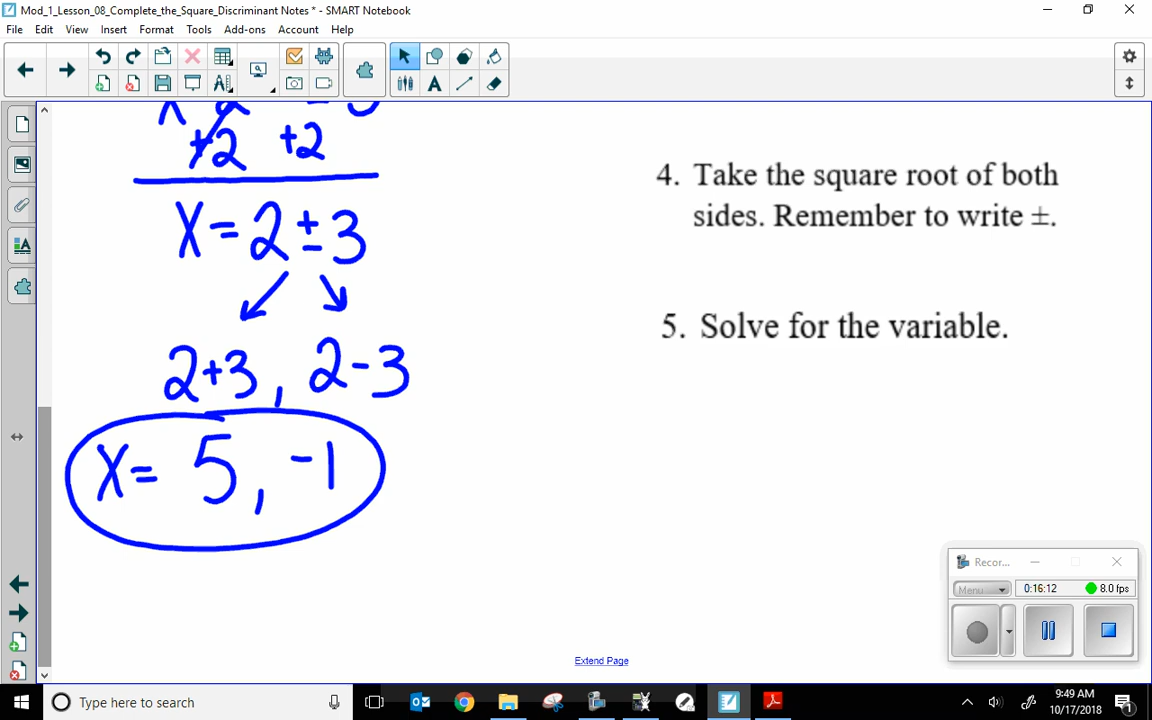 Mod_1_Lesson_08_Complete_the_Square_Discriminant Notes * - SMART Notebook
File Edit View Insert Format Tools Add-ons Account Help
+2 +2
X = 2 ± 3
2+3, 2-3
X = 5, -1
4. Take the square root of both
sides. Remember to write ±.
5. Solve for the variable.
Extend Page
Recor...
Menu 0:16:12 8.0 fps
Type here to search
9:49 AM
10/17/2018
1